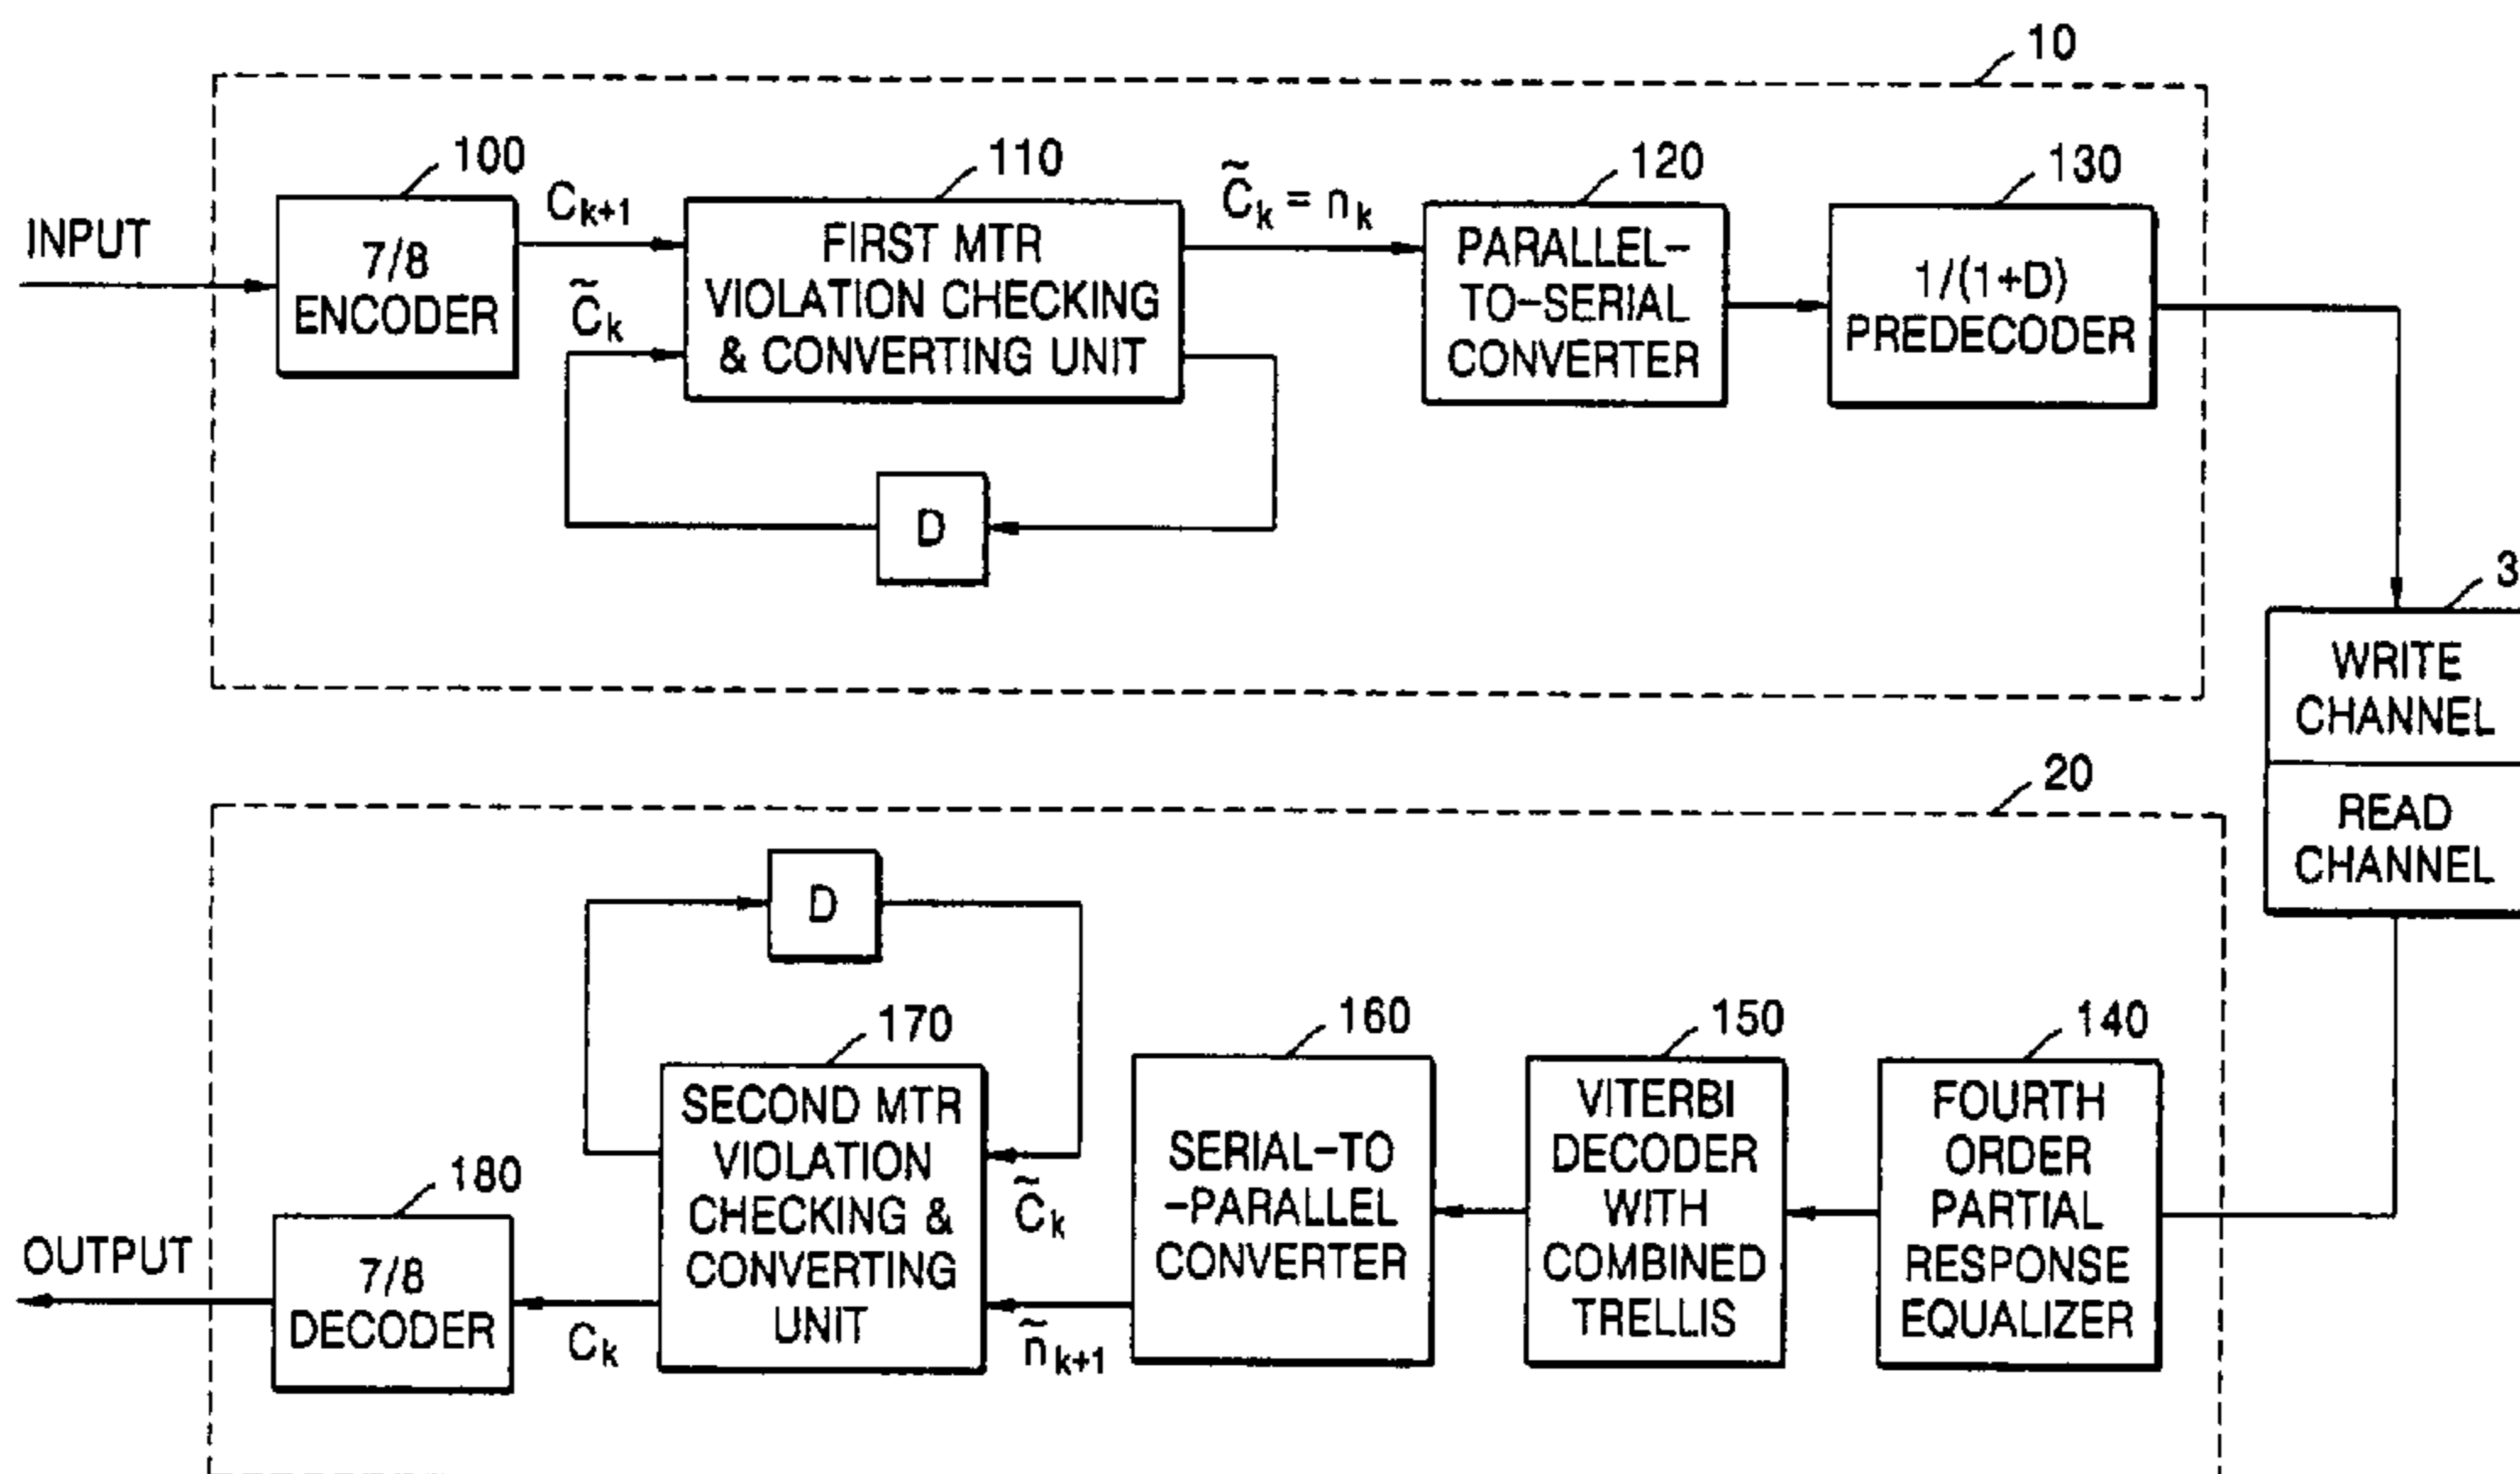 10
100
110
120
130
INPUT
7/8
ENCODER
Ck+1
C̃k
FIRST MTR
VIOLATION CHECKING
& CONVERTING UNIT
C̃k = nk
PARALLEL-
TO-SERIAL
CONVERTER
1/(1+D)
PREDECODER
D
3
WRITE
CHANNEL
READ
CHANNEL
20
D
170
160
150
140
180
SECOND MTR
VIOLATION
CHECKING &
CONVERTING
UNIT
C̃k
ñk+1
SERIAL-TO
-PARALLEL
CONVERTER
VITERBI
DECODER
WITH
COMBINED
TRELLIS
FOURTH
ORDER
PARTIAL
RESPONSE
EQUALIZER
OUTPUT
7/8
DECODER
Ck